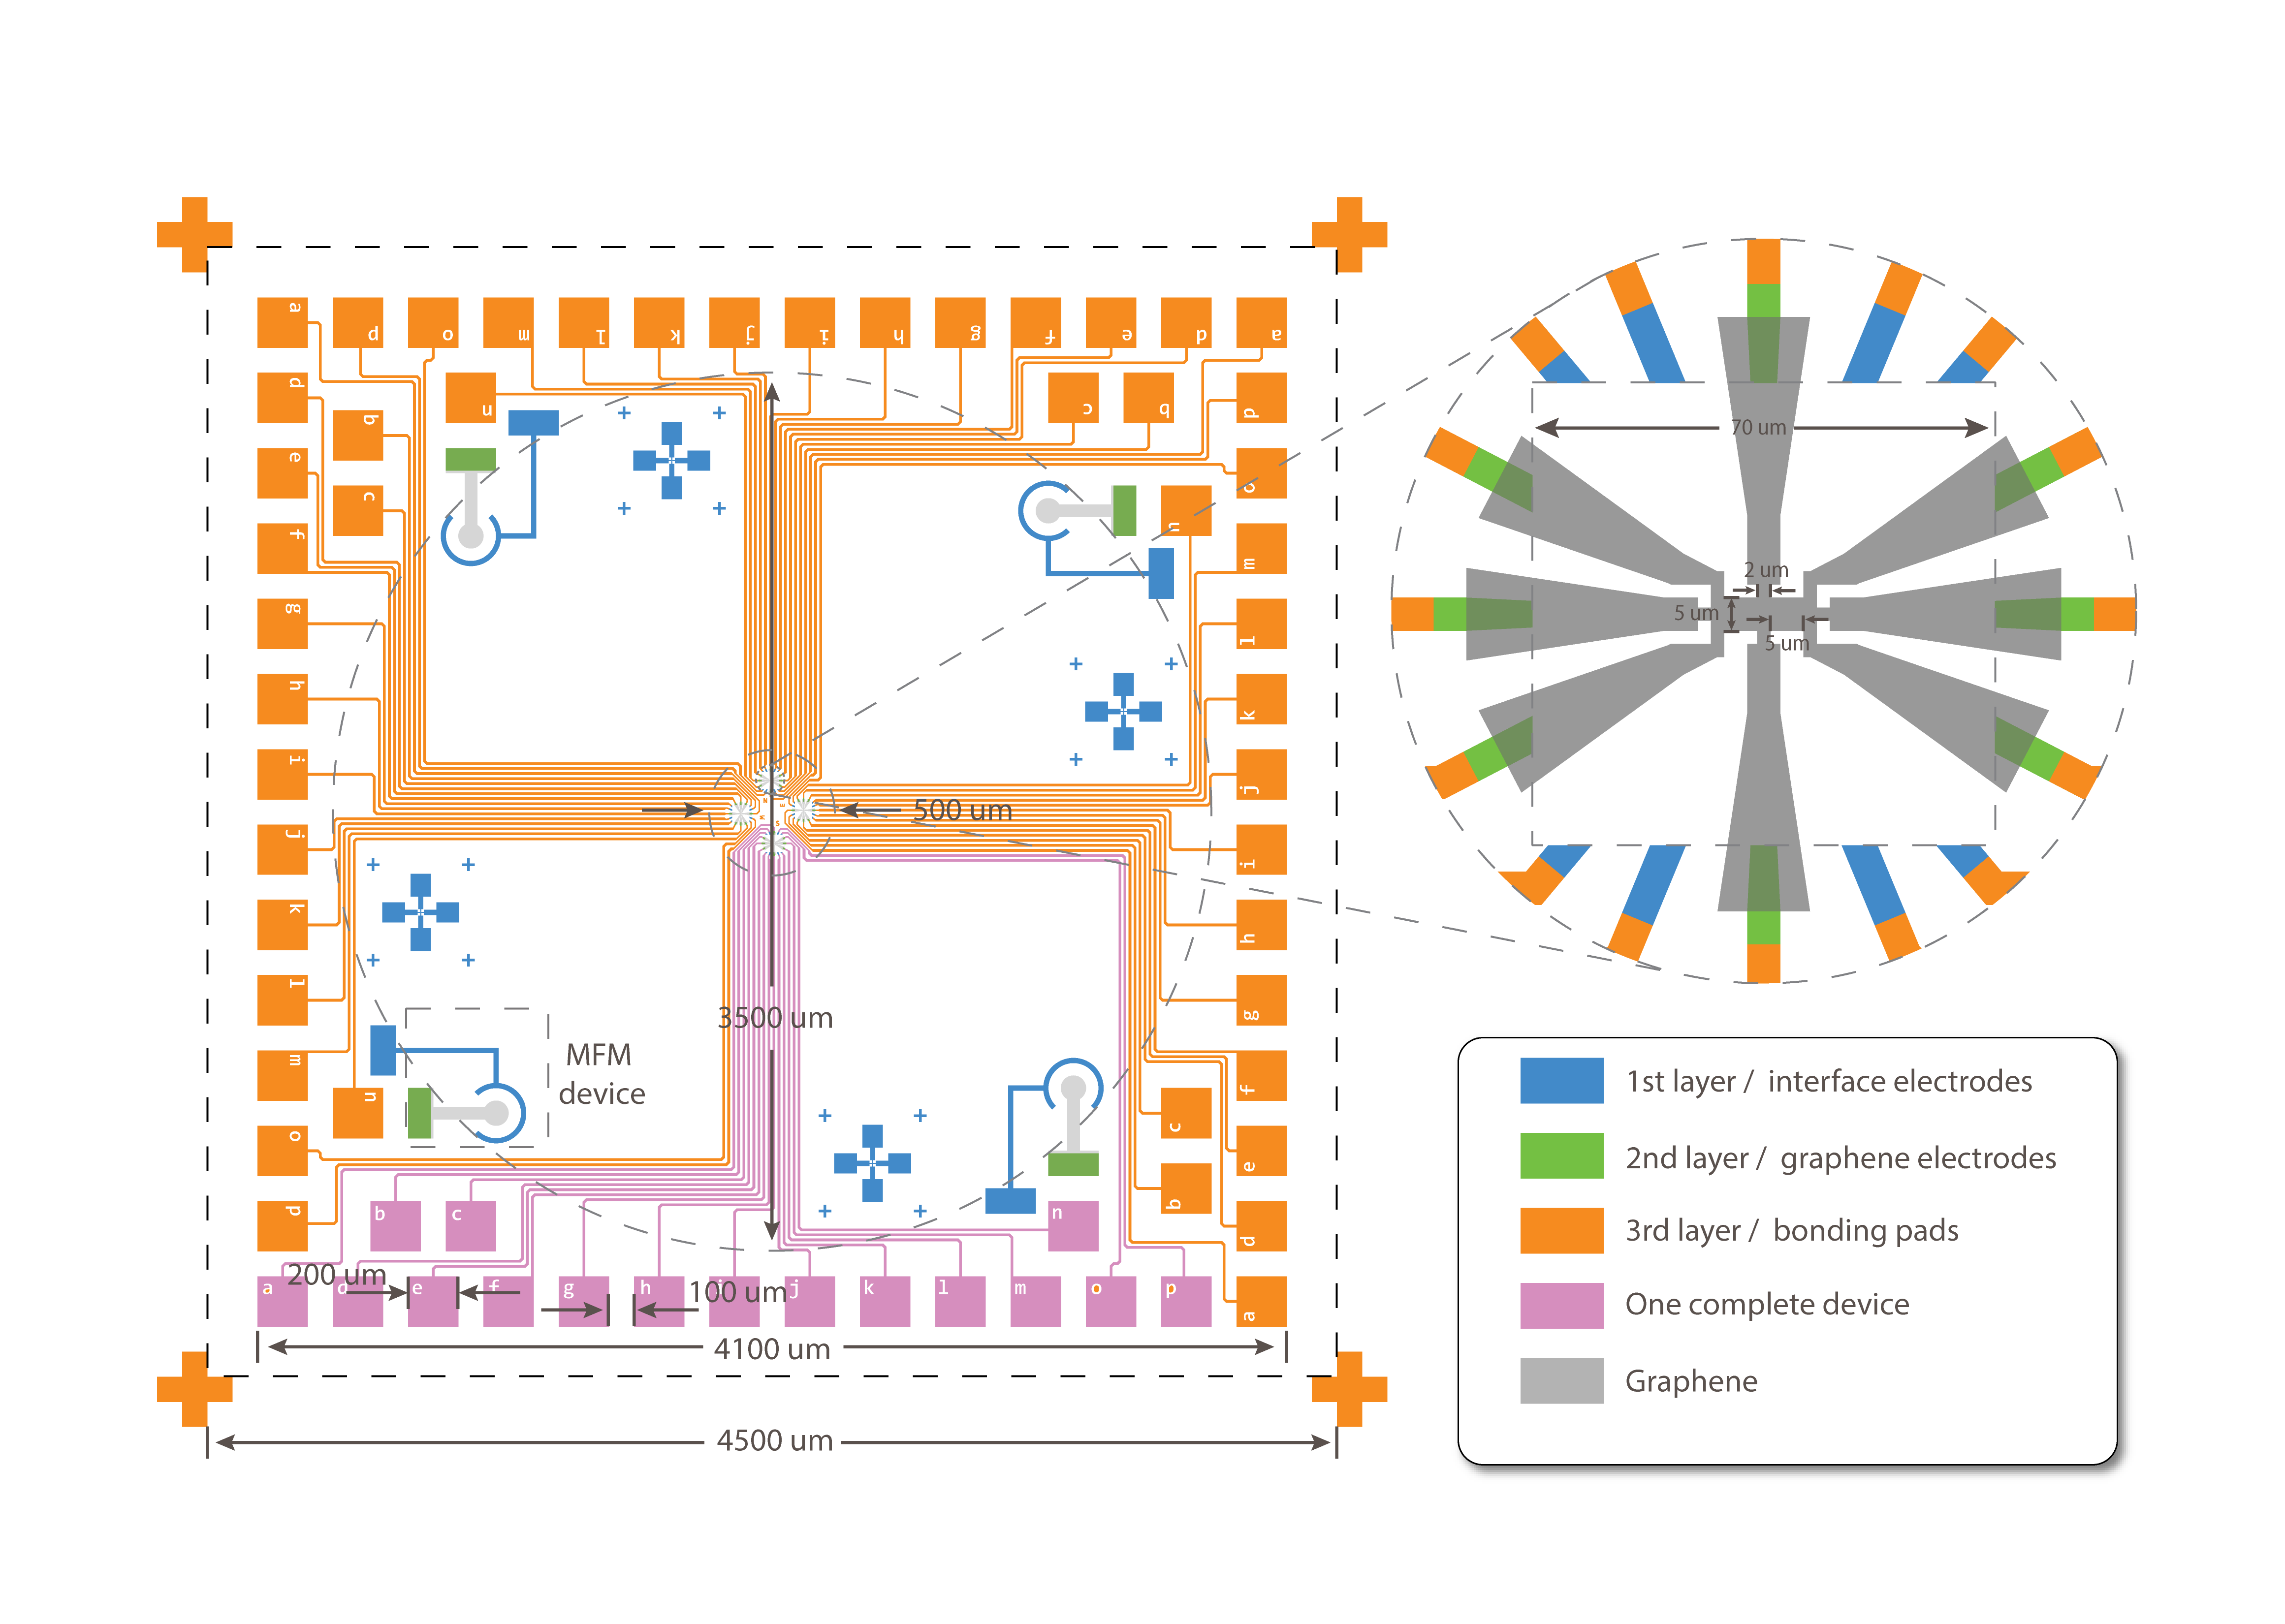 a
p
o
m
l
k
j
i
h
g
f
e
d
a
d
b
n
c
b
d
e
c
o
f
n
m
g
l
h
k
i
j
500 um
j
i
k
h
l
g
3500 um
m
f
MFM
device
n
c
o
e
p
b
c
n
b
d
200 um
a
d
e
f
g
h
i
100 um
j
k
l
m
o
p
a
4100 um
4500 um
70 um
2 um
5 um
5 um
1st layer / interface electrodes
2nd layer / graphene electrodes
3rd layer / bonding pads
One complete device
Graphene